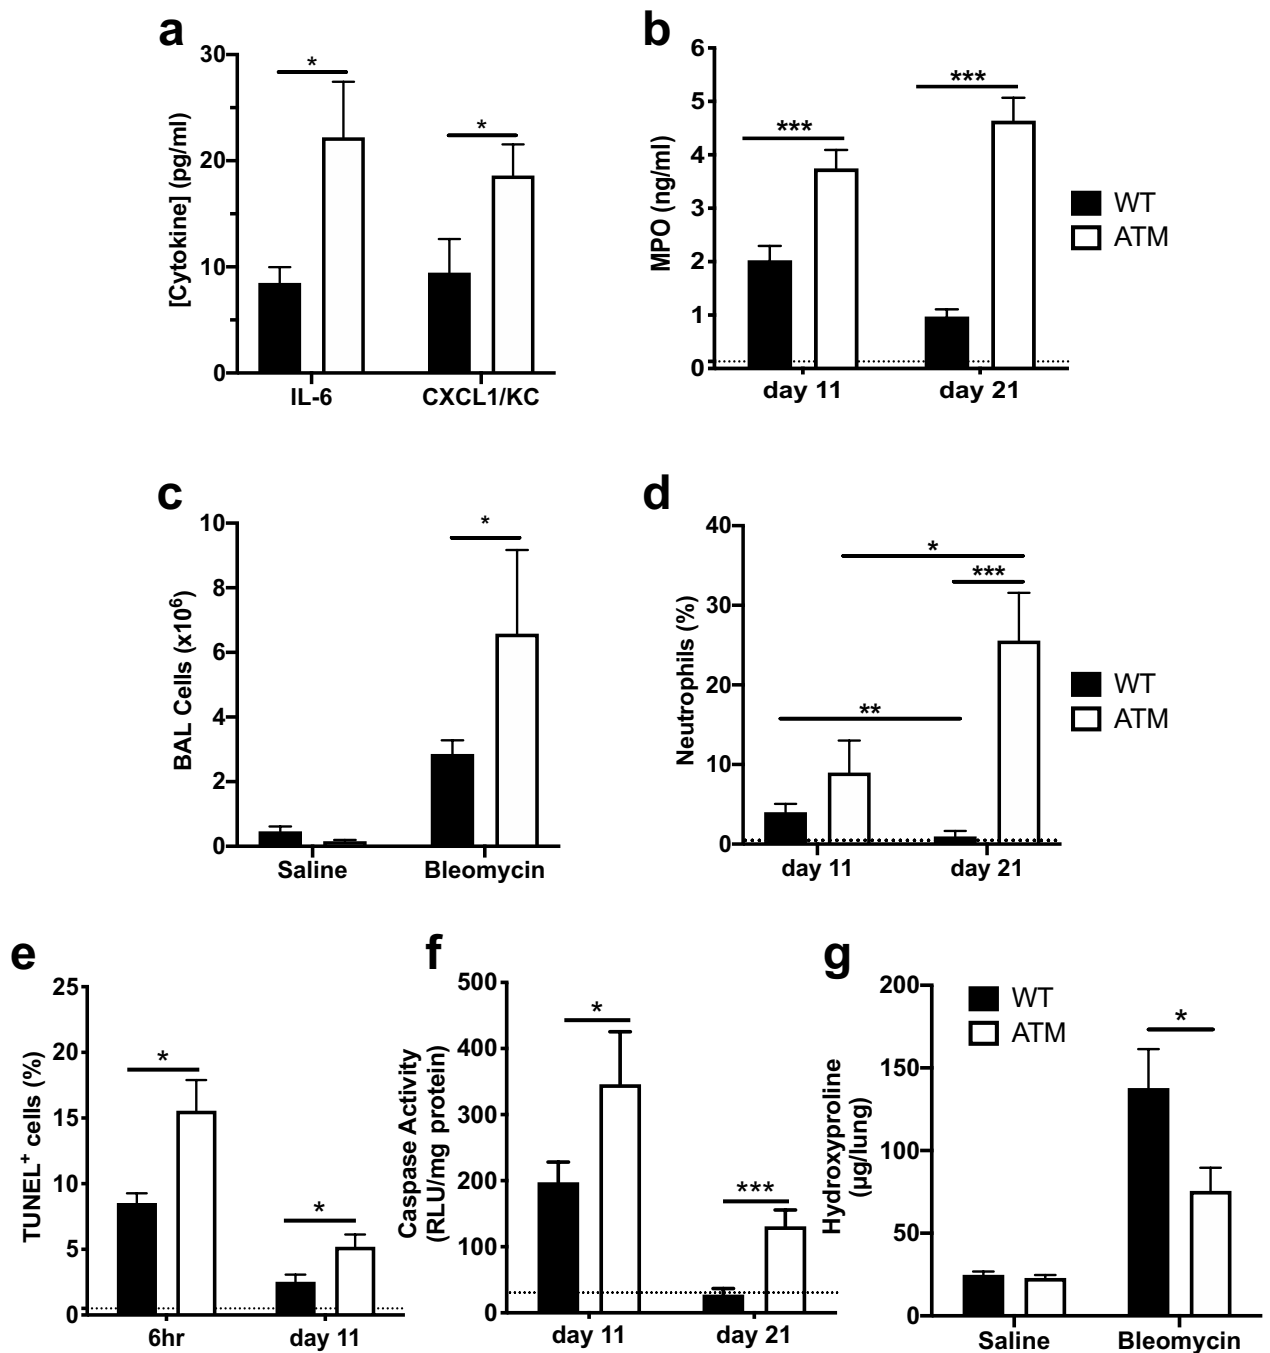 a
30
20
10
0
[Cytokine] (pg/ml)
*
*
IL-6
CXCL1/KC
b
6
5
4
3
2
1
0
MPO (ng/ml)
***
***
day 11
day 21
WT
ATM
c
10
8
6
4
2
0
BAL Cells (x10⁶)
*
Saline
Bleomycin
d
40
30
20
10
0
Neutrophils (%)
*
***
**
day 11
day 21
WT
ATM
e
25
20
15
10
5
0
TUNEL⁺ cells (%)
*
*
6hr
day 11
f
500
400
300
200
100
0
Caspase Activity
(RLU/mg protein)
*
***
day 11
day 21
g
200
150
100
50
0
Hydroxyproline
(µg/lung)
WT
ATM
*
Saline
Bleomycin